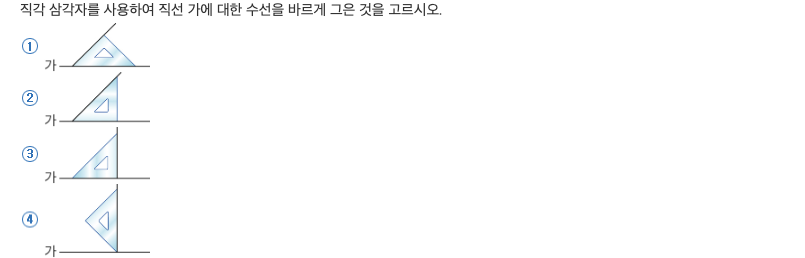 직각 삼각자를 사용하여 직선 가에 대한 수선을 바르게 그은 것을 고르시오.
①
가
②
가
③
가
④
가